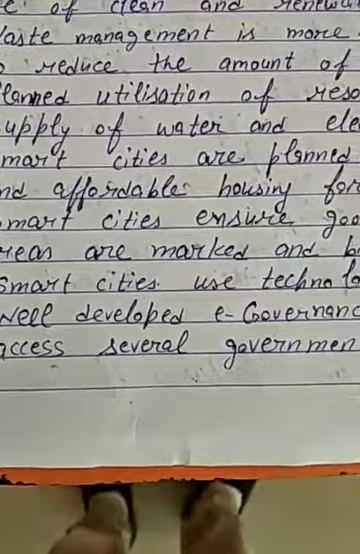 e of clean and renewa
aste management is more
o reduce the amount of
lanned utilisation of reso
upply of water and ele
mart cities are planned
nd affordable housing for
mart cities ensure goo
reas are marked and b
Smart cities use technolo
well developed e-Governanc
access several governmen